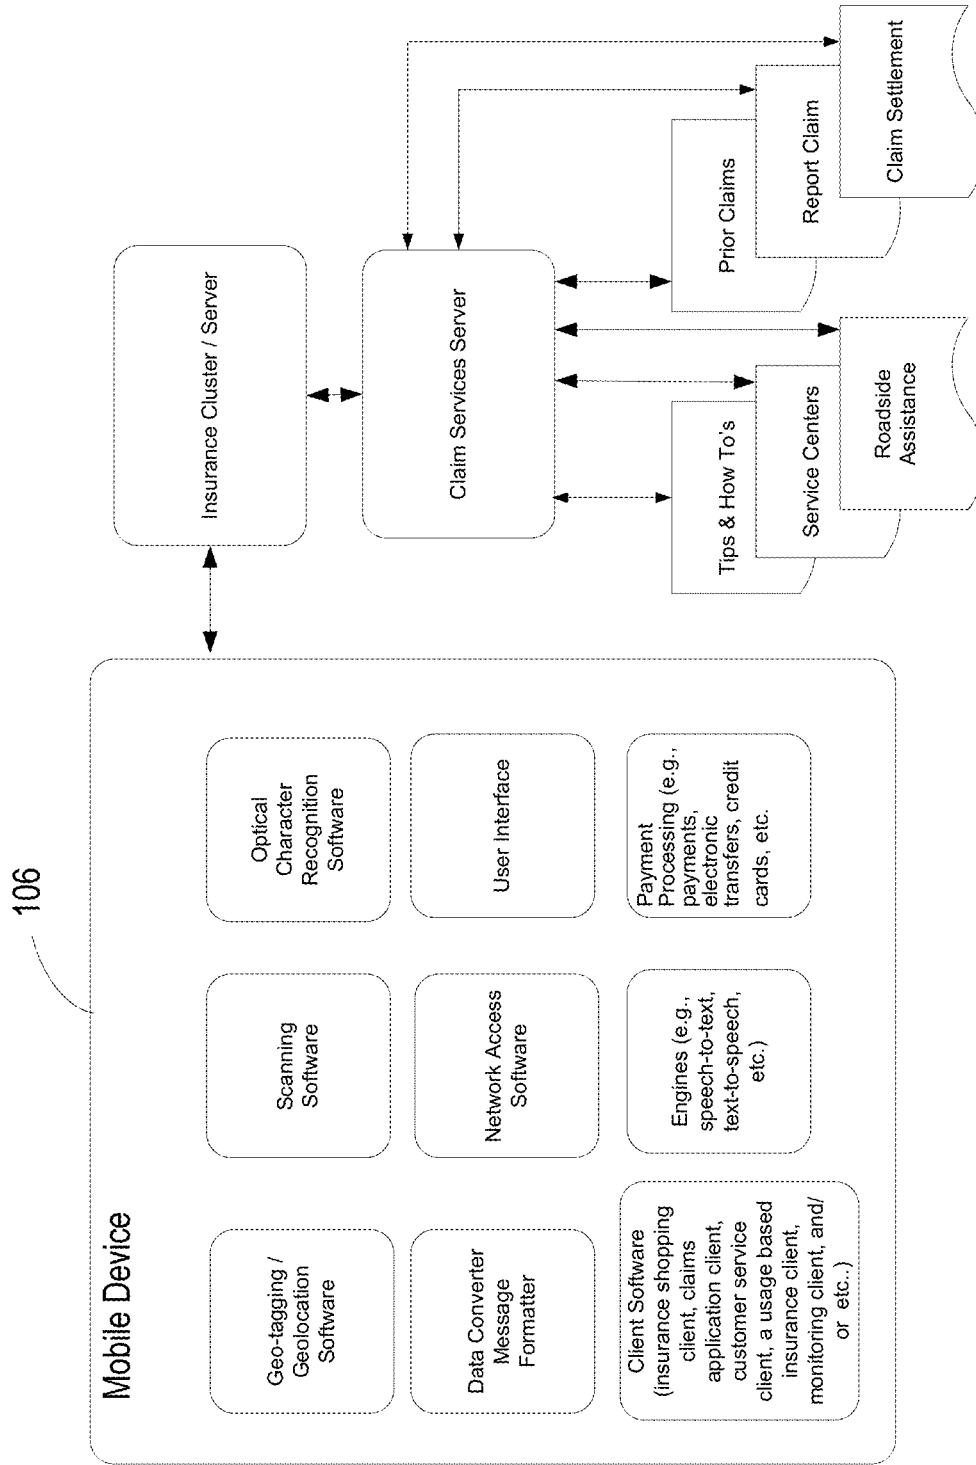 106
Mobile Device
Geo-tagging /
Geolocation
Software
Scanning
Software
Optical
Character
Recognition
Software
Data Converter
Message
Formatter
Network Access
Software
User Interface
Client Software
(insurance shopping
client, claims
application client,
customer service
client, a usage based
insurance client,
monitoring client, and/
or etc..)
Engines (e.g.,
speech-to-text,
text-to-speech,
etc.)
Payment
Processing (e.g.,
payments,
electronic
transfers, credit
cards, etc.
Insurance Cluster / Server
Claim Services Server
Tips & How To's
Service Centers
Roadside
Assistance
Prior Claims
Report Claim
Claim Settlement